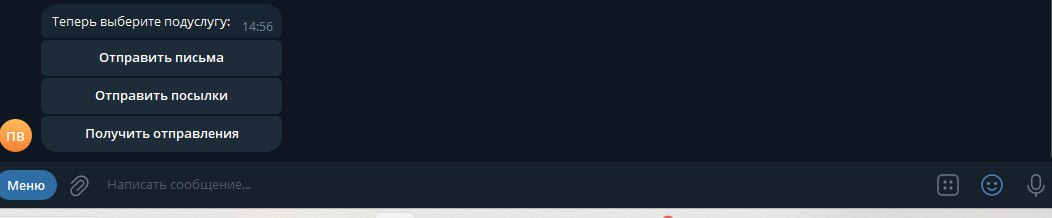 Теперь выберите подуслугу: 14:56
Отправить письма
Отправить посылки
Получить отправления
ПВ
Меню Написать сообщение...